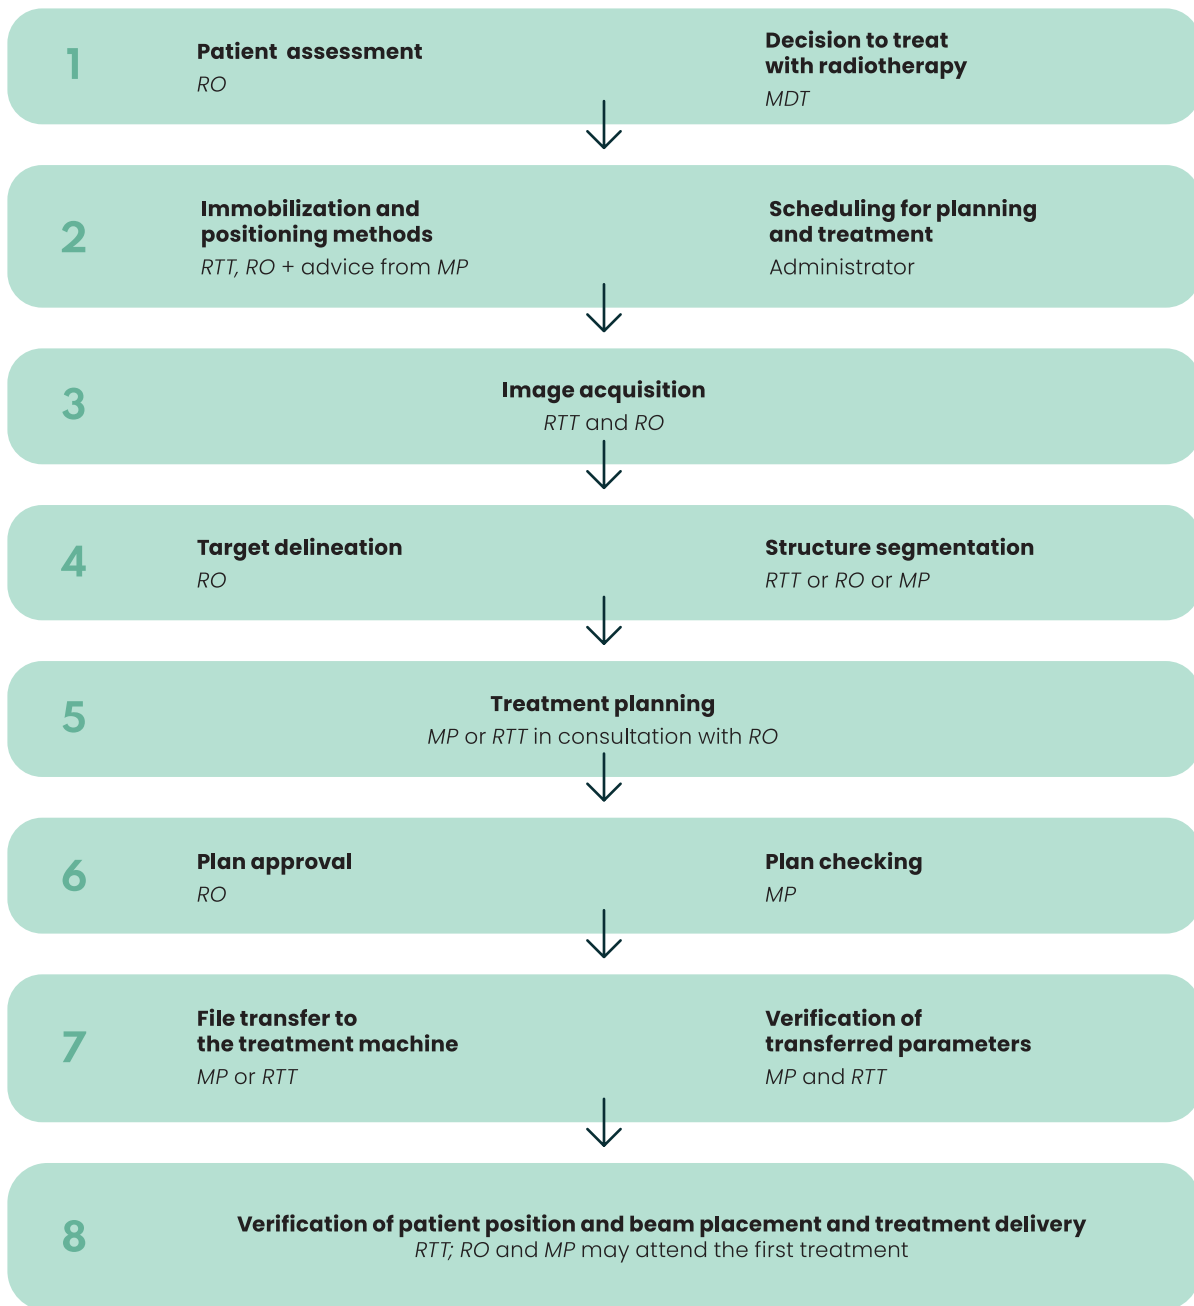 1
Patient assessment
RO
Decision to treat
with radiotherapy
MDT
2
Immobilization and
positioning methods
RTT, RO + advice from MP
Scheduling for planning
and treatment
Administrator
3
Image acquisition
RTT and RO
4
Target delineation
RO
Structure segmentation
RTT or RO or MP
5
Treatment planning
MP or RTT in consultation with RO
6
Plan approval
RO
Plan checking
MP
7
File transfer to
the treatment machine
MP or RTT
Verification of
transferred parameters
MP and RTT
8
Verification of patient position and beam placement and treatment delivery
RTT; RO and MP may attend the first treatment